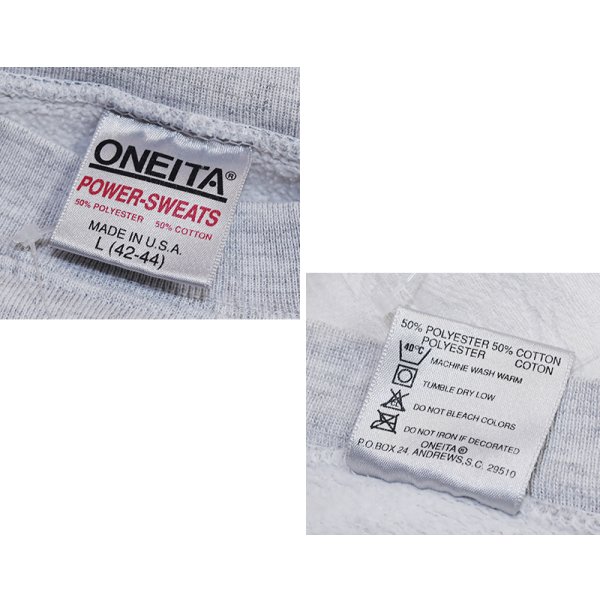 ONEITA®
POWER-SWEATS
50% POLYESTER 50% COTTON
MADE IN U.S.A.
L (42-44)
50% POLYESTER 50% COTTON
POLYESTER COTON
40°C MACHINE WASH WARM
TUMBLE DRY LOW
DO NOT BLEACH COLORS
DO NOT IRON IF DECORATED
ONEITA®
P.O.BOX 24, ANDREWS,S.C. 29510